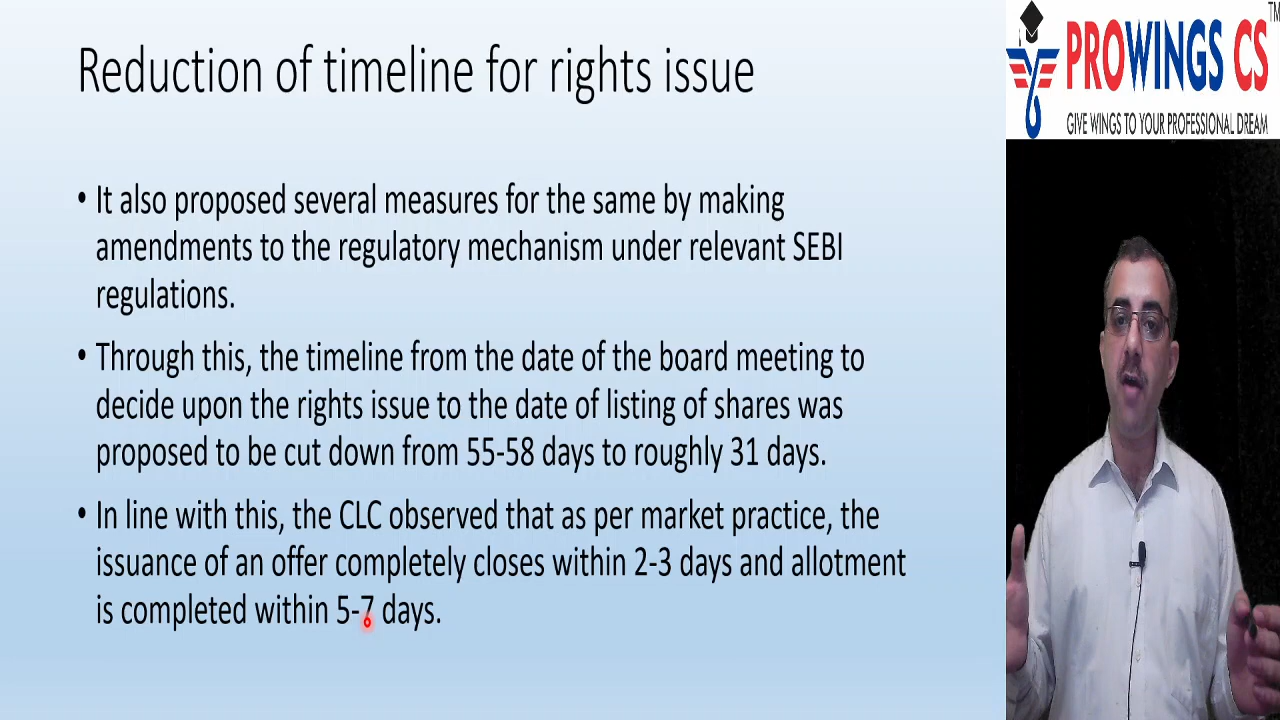 Reduction of timeline for rights issue
• It also proposed several measures for the same by making
amendments to the regulatory mechanism under relevant SEBI
regulations.
• Through this, the timeline from the date of the board meeting to
decide upon the rights issue to the date of listing of shares was
proposed to be cut down from 55-58 days to roughly 31 days.
• In line with this, the CLC observed that as per market practice, the
issuance of an offer completely closes within 2-3 days and allotment
is completed within 5-7 days.
TM
PROWINGS CS
GIVE WINGS TO YOUR PROFESSIONAL DREAM